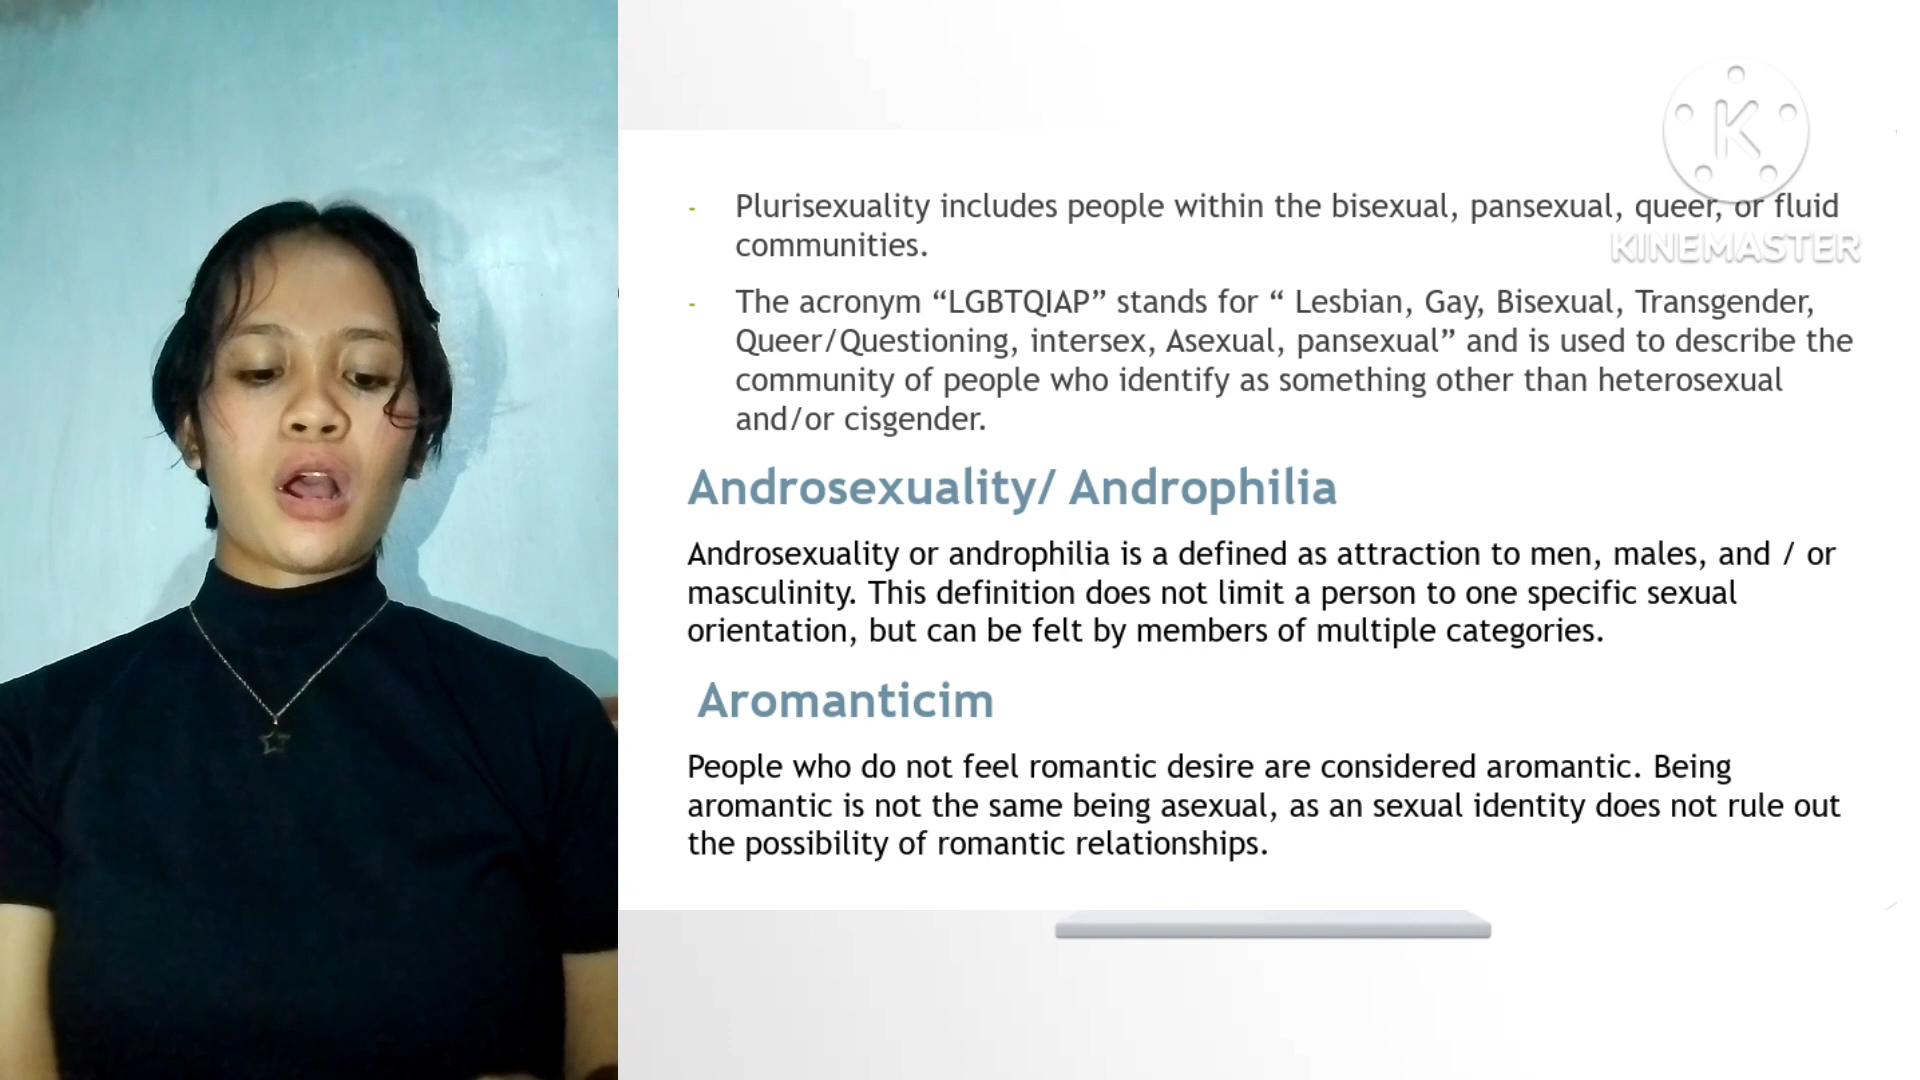 - Plurisexuality includes people within the bisexual, pansexual, queer, or fluid
communities.
KINEMASTER
- The acronym “LGBTQIAP” stands for “ Lesbian, Gay, Bisexual, Transgender,
Queer/Questioning, intersex, Asexual, pansexual” and is used to describe the
community of people who identify as something other than heterosexual
and/or cisgender.
Androsexuality/ Androphilia
Androsexuality or androphilia is a defined as attraction to men, males, and / or
masculinity. This definition does not limit a person to one specific sexual
orientation, but can be felt by members of multiple categories.
Aromanticim
People who do not feel romantic desire are considered aromantic. Being
aromantic is not the same being asexual, as an sexual identity does not rule out
the possibility of romantic relationships.